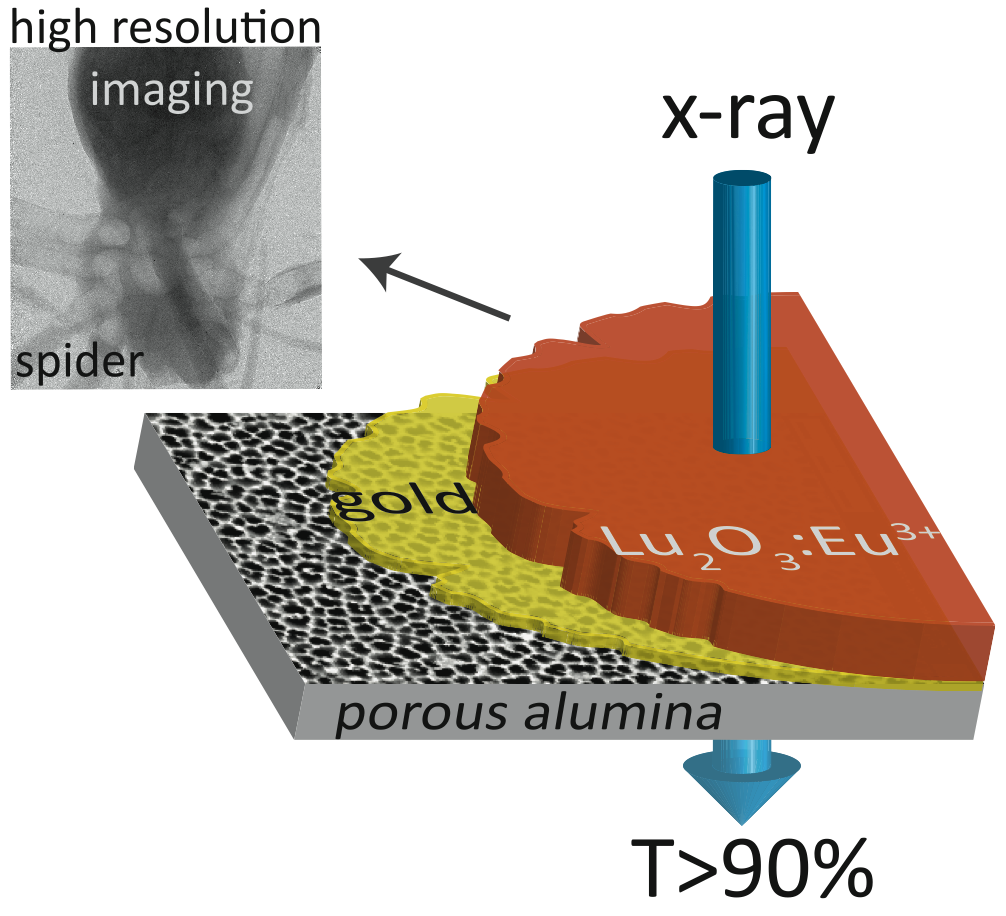 high resolution
imaging
spider
x-ray
gold
Lu₂O₃:Eu³⁺
porous alumina
T>90%